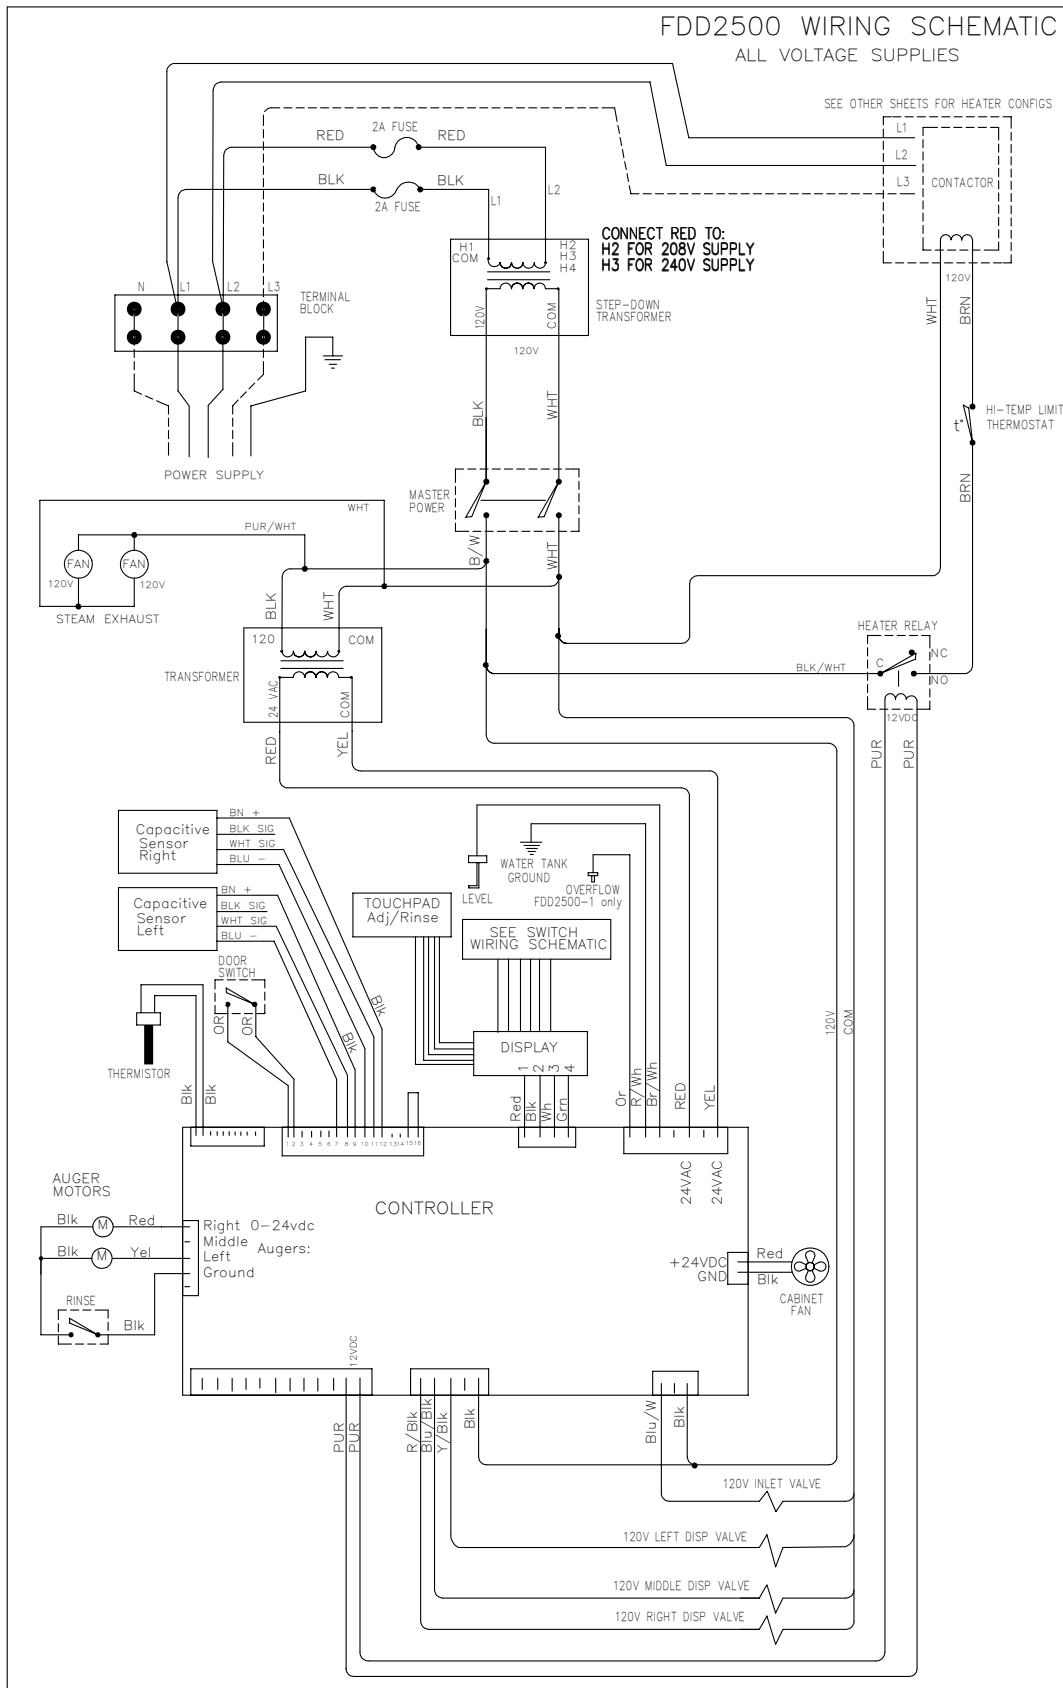 FDD2500 WIRING SCHEMATIC
ALL VOLTAGE SUPPLIES
SEE OTHER SHEETS FOR HEATER CONFIGS
L1
L2
L3
CONTACTOR
120V
RED
2A FUSE
RED
BLK
2A FUSE
BLK
L1
L2
H1
COM
H2
H3
H4
CONNECT RED TO:
H2 FOR 208V SUPPLY
H3 FOR 240V SUPPLY
120V
COM
STEP-DOWN
TRANSFORMER
120V
N
L1
L2
L3
TERMINAL
BLOCK
POWER SUPPLY
WHT
BRN
HI-TEMP LIMIT
THERMOSTAT
t°
BRN
BLK
WHT
MASTER
POWER
B/W
WHT
WHT
PUR/WHT
FAN
FAN
120V
120V
STEAM EXHAUST
BLK
WHT
120
COM
TRANSFORMER
24 VAC
COM
RED
YEL
HEATER RELAY
BLK/WHT
C
NC
NO
12VDC
PUR
PUR
Capacitive
Sensor
Right
BN +
BLK SIG
WHT SIG
BLU -
Capacitive
Sensor
Left
BN +
BLK SIG
WHT SIG
BLU -
DOOR
SWITCH
OR
OR
Blk
Blk
THERMISTOR
Blk
Blk
LEVEL
WATER TANK
GROUND
OVERFLOW
FDD2500-1 only
TOUCHPAD
Adj/Rinse
SEE SWITCH
WIRING SCHEMATIC
DISPLAY
1
2
3
4
Red
Blk
Wh
Grn
Or
R/Wh
Br/Wh
RED
YEL
120V
COM
1 2 3 4 5 6 7 8 9 10 11 12 13 14 15 16
24VAC
24VAC
CONTROLLER
AUGER
MOTORS
Blk
M
Red
Blk
M
Yel
Right 0-24vdc
Middle
Left Augers:
Ground
RINSE
Blk
+24VDC
GND
Red
Blk
CABINET
FAN
12VDC
PUR
PUR
R/Blk
Blu/Blk
Y/Blk
Blk
Blu/W
Blk
120V INLET VALVE
120V LEFT DISP VALVE
120V MIDDLE DISP VALVE
120V RIGHT DISP VALVE